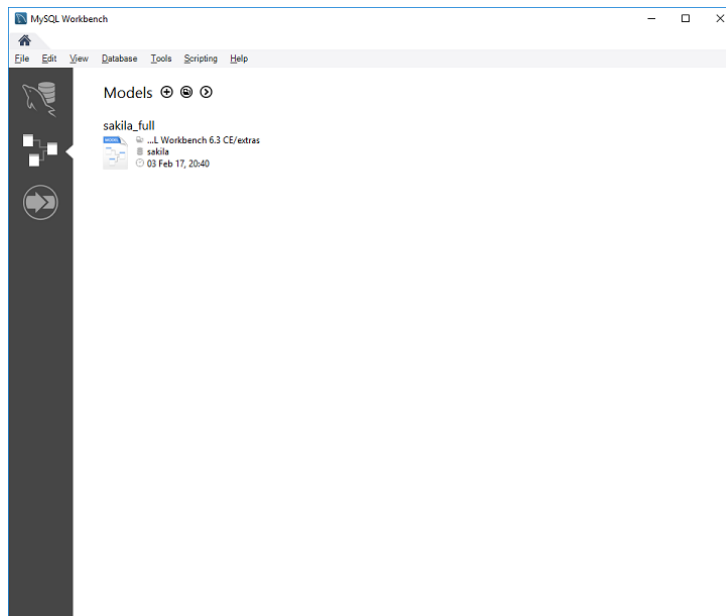 MySQL Workbench
File Edit View Database Tools Scripting Help
Models
sakila_full
MODEL
...L Workbench 6.3 CE/extras
sakila
03 Feb 17, 20:40